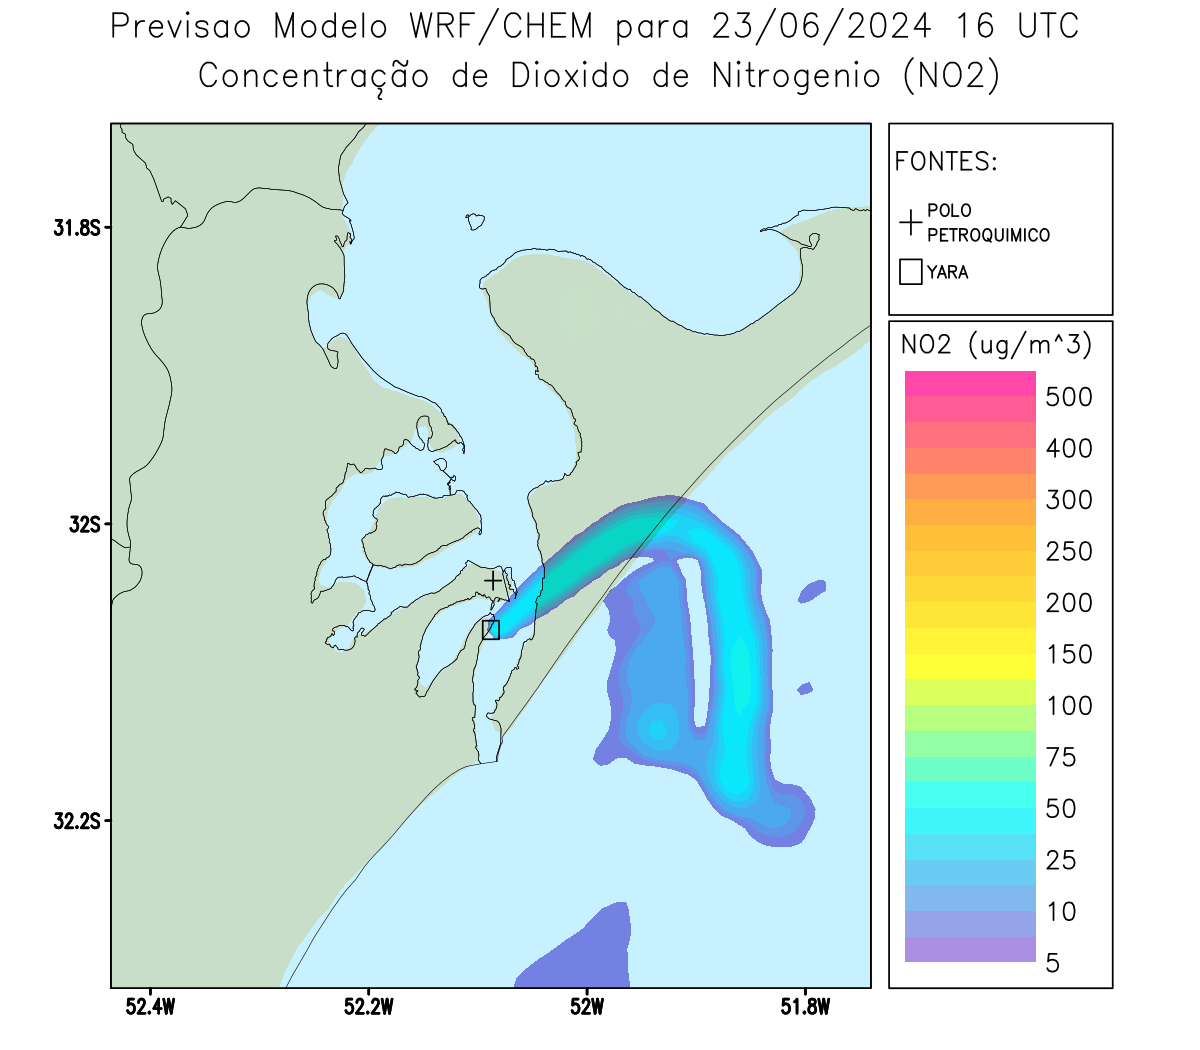 Previsao Modelo WRF/CHEM para 23/06/2024 16 UTC
Concentração de Dioxido de Nitrogenio (NO2)
FONTES:
POLO
PETROQUIMICO
YARA
NO2 (ug/m^3)
500
400
300
250
200
150
100
75
50
25
10
5
31.8S
32S
32.2S
52.4W
52.2W
52W
51.8W